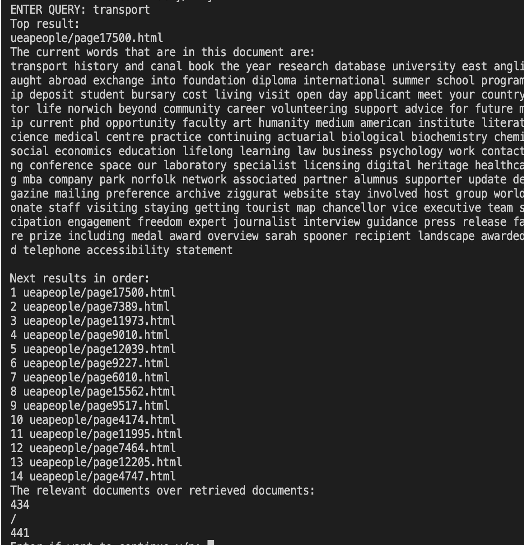 ENTER QUERY: transport
Top result:
ueapeople/page17500.html
The current words that are in this document are:
transport history and canal book the year research database university east angli
aught abroad exchange into foundation diploma international summer school program
ip deposit student bursary cost living visit open day applicant meet your country
tor life norwich beyond community career volunteering support advice for future m
ip current phd opportunity faculty art humanity medium american institute literat
cience medical centre practice continuing actuarial biological biochemistry chemi
social economics education lifelong learning law business psychology work contact
ng conference space our laboratory specialist licensing digital heritage healthca
g mba company park norfolk network associated partner alumnus supporter update de
gazine mailing preference archive ziggurat website stay involved host group world
onate staff visiting staying getting tourist map chancellor vice executive team s
cipation engagement freedom expert journalist interview guidance press release fa
re prize including medal award overview sarah spooner recipient landscape awarded
d telephone accessibility statement
Next results in order:
1 ueapeople/page17500.html
2 ueapeople/page7389.html
3 ueapeople/page11973.html
4 ueapeople/page9010.html
5 ueapeople/page12039.html
6 ueapeople/page9227.html
7 ueapeople/page6010.html
8 ueapeople/page15562.html
9 ueapeople/page9517.html
10 ueapeople/page4174.html
11 ueapeople/page11995.html
12 ueapeople/page7464.html
13 ueapeople/page12205.html
14 ueapeople/page4747.html
The relevant documents over retrieved documents:
434
/
441